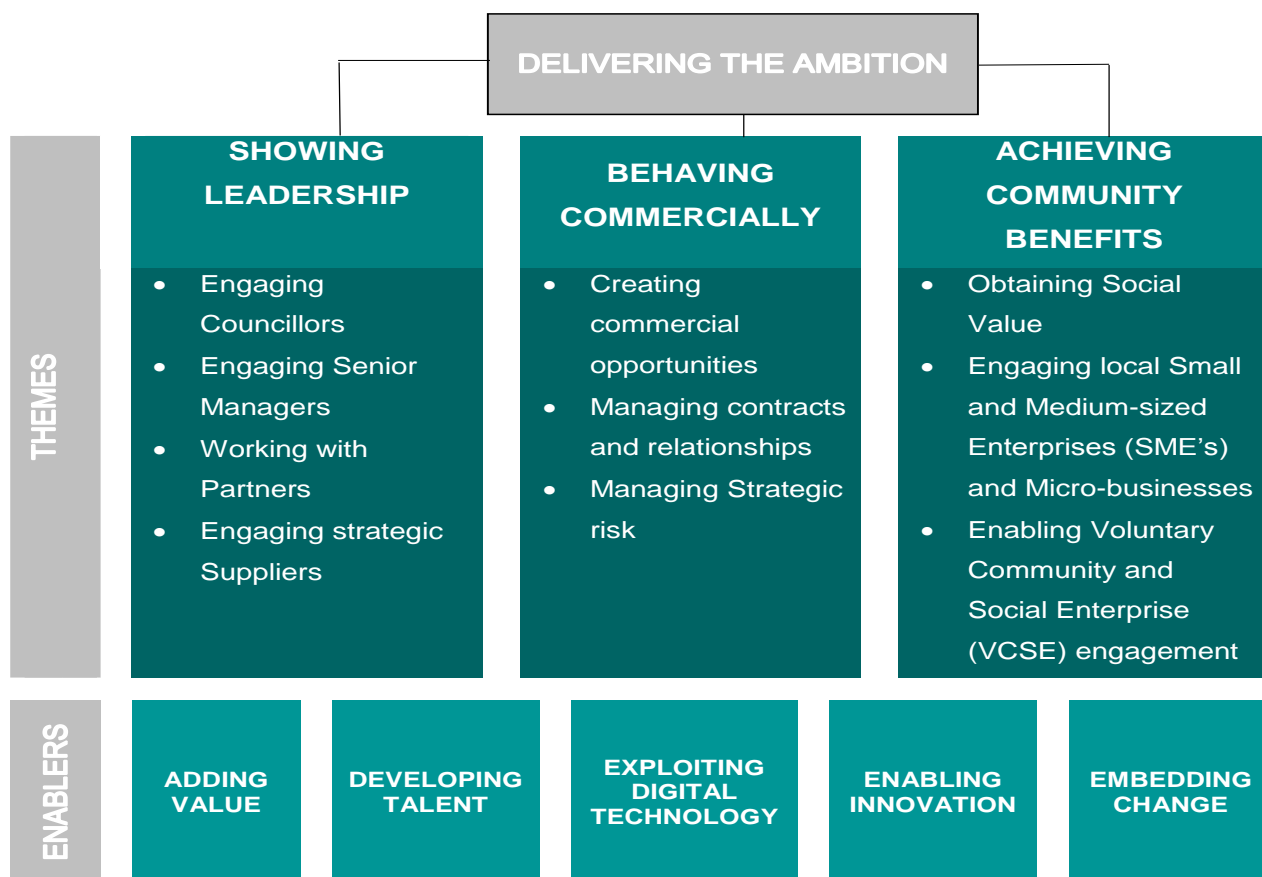 DELIVERING THE AMBITION
THEMES
SHOWING
LEADERSHIP
• Engaging
Councillors
• Engaging Senior
Managers
• Working with
Partners
• Engaging strategic
Suppliers
BEHAVING
COMMERCIALLY
• Creating
commercial
opportunities
• Managing contracts
and relationships
• Managing Strategic
risk
ACHIEVING
COMMUNITY
BENEFITS
• Obtaining Social
Value
• Engaging local Small
and Medium-sized
Enterprises (SME’s)
and Micro-businesses
• Enabling Voluntary
Community and
Social Enterprise
(VCSE) engagement
ENABLERS
ADDING
VALUE
DEVELOPING
TALENT
EXPLOITING
DIGITAL
TECHNOLOGY
ENABLING
INNOVATION
EMBEDDING
CHANGE